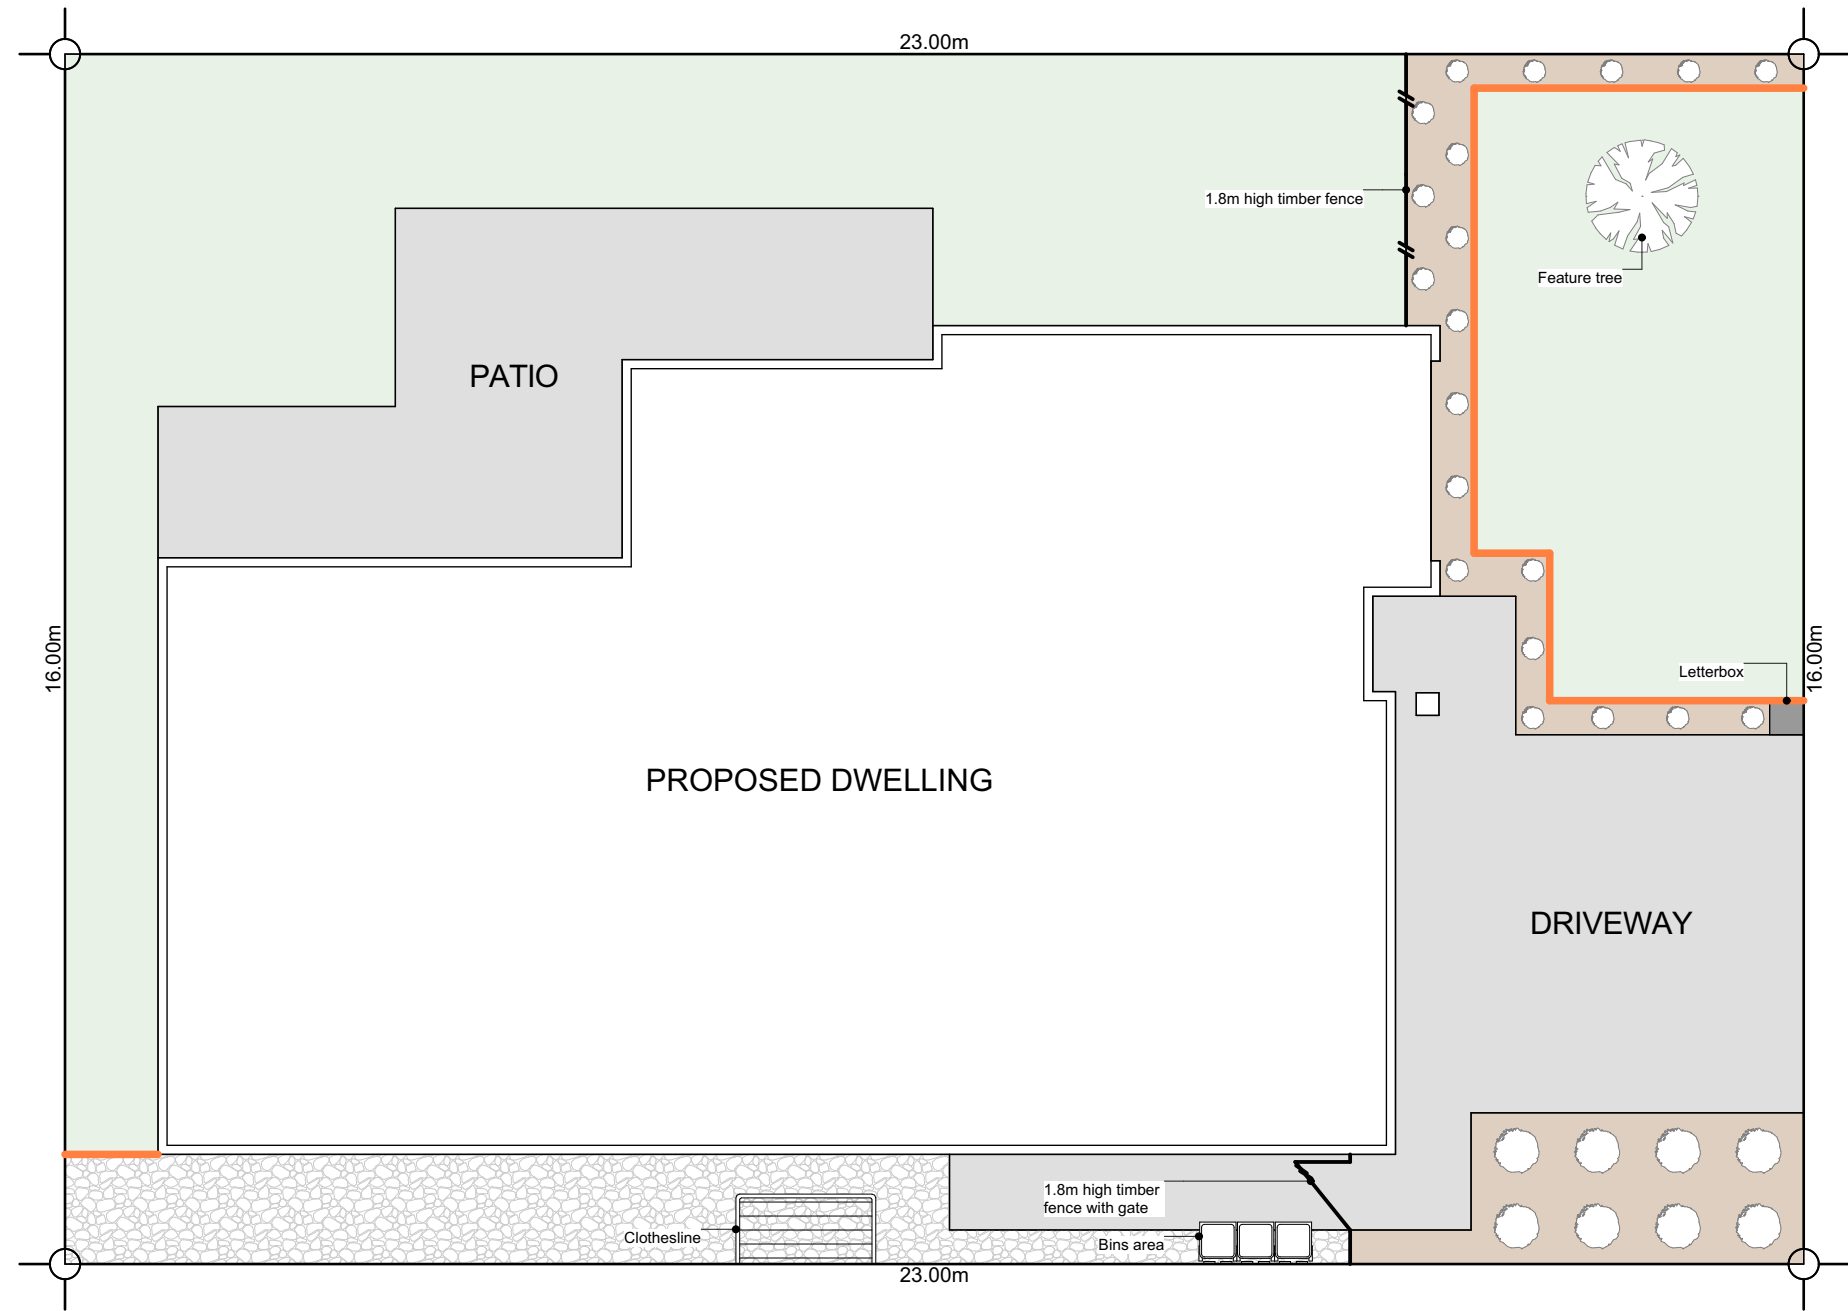 23.00m
1.8m high timber fence
Feature tree
PATIO
16.00m
16.00m
Letterbox
PROPOSED DWELLING
DRIVEWAY
1.8m high timber
fence with gate
Clothesline
Bins area
23.00m